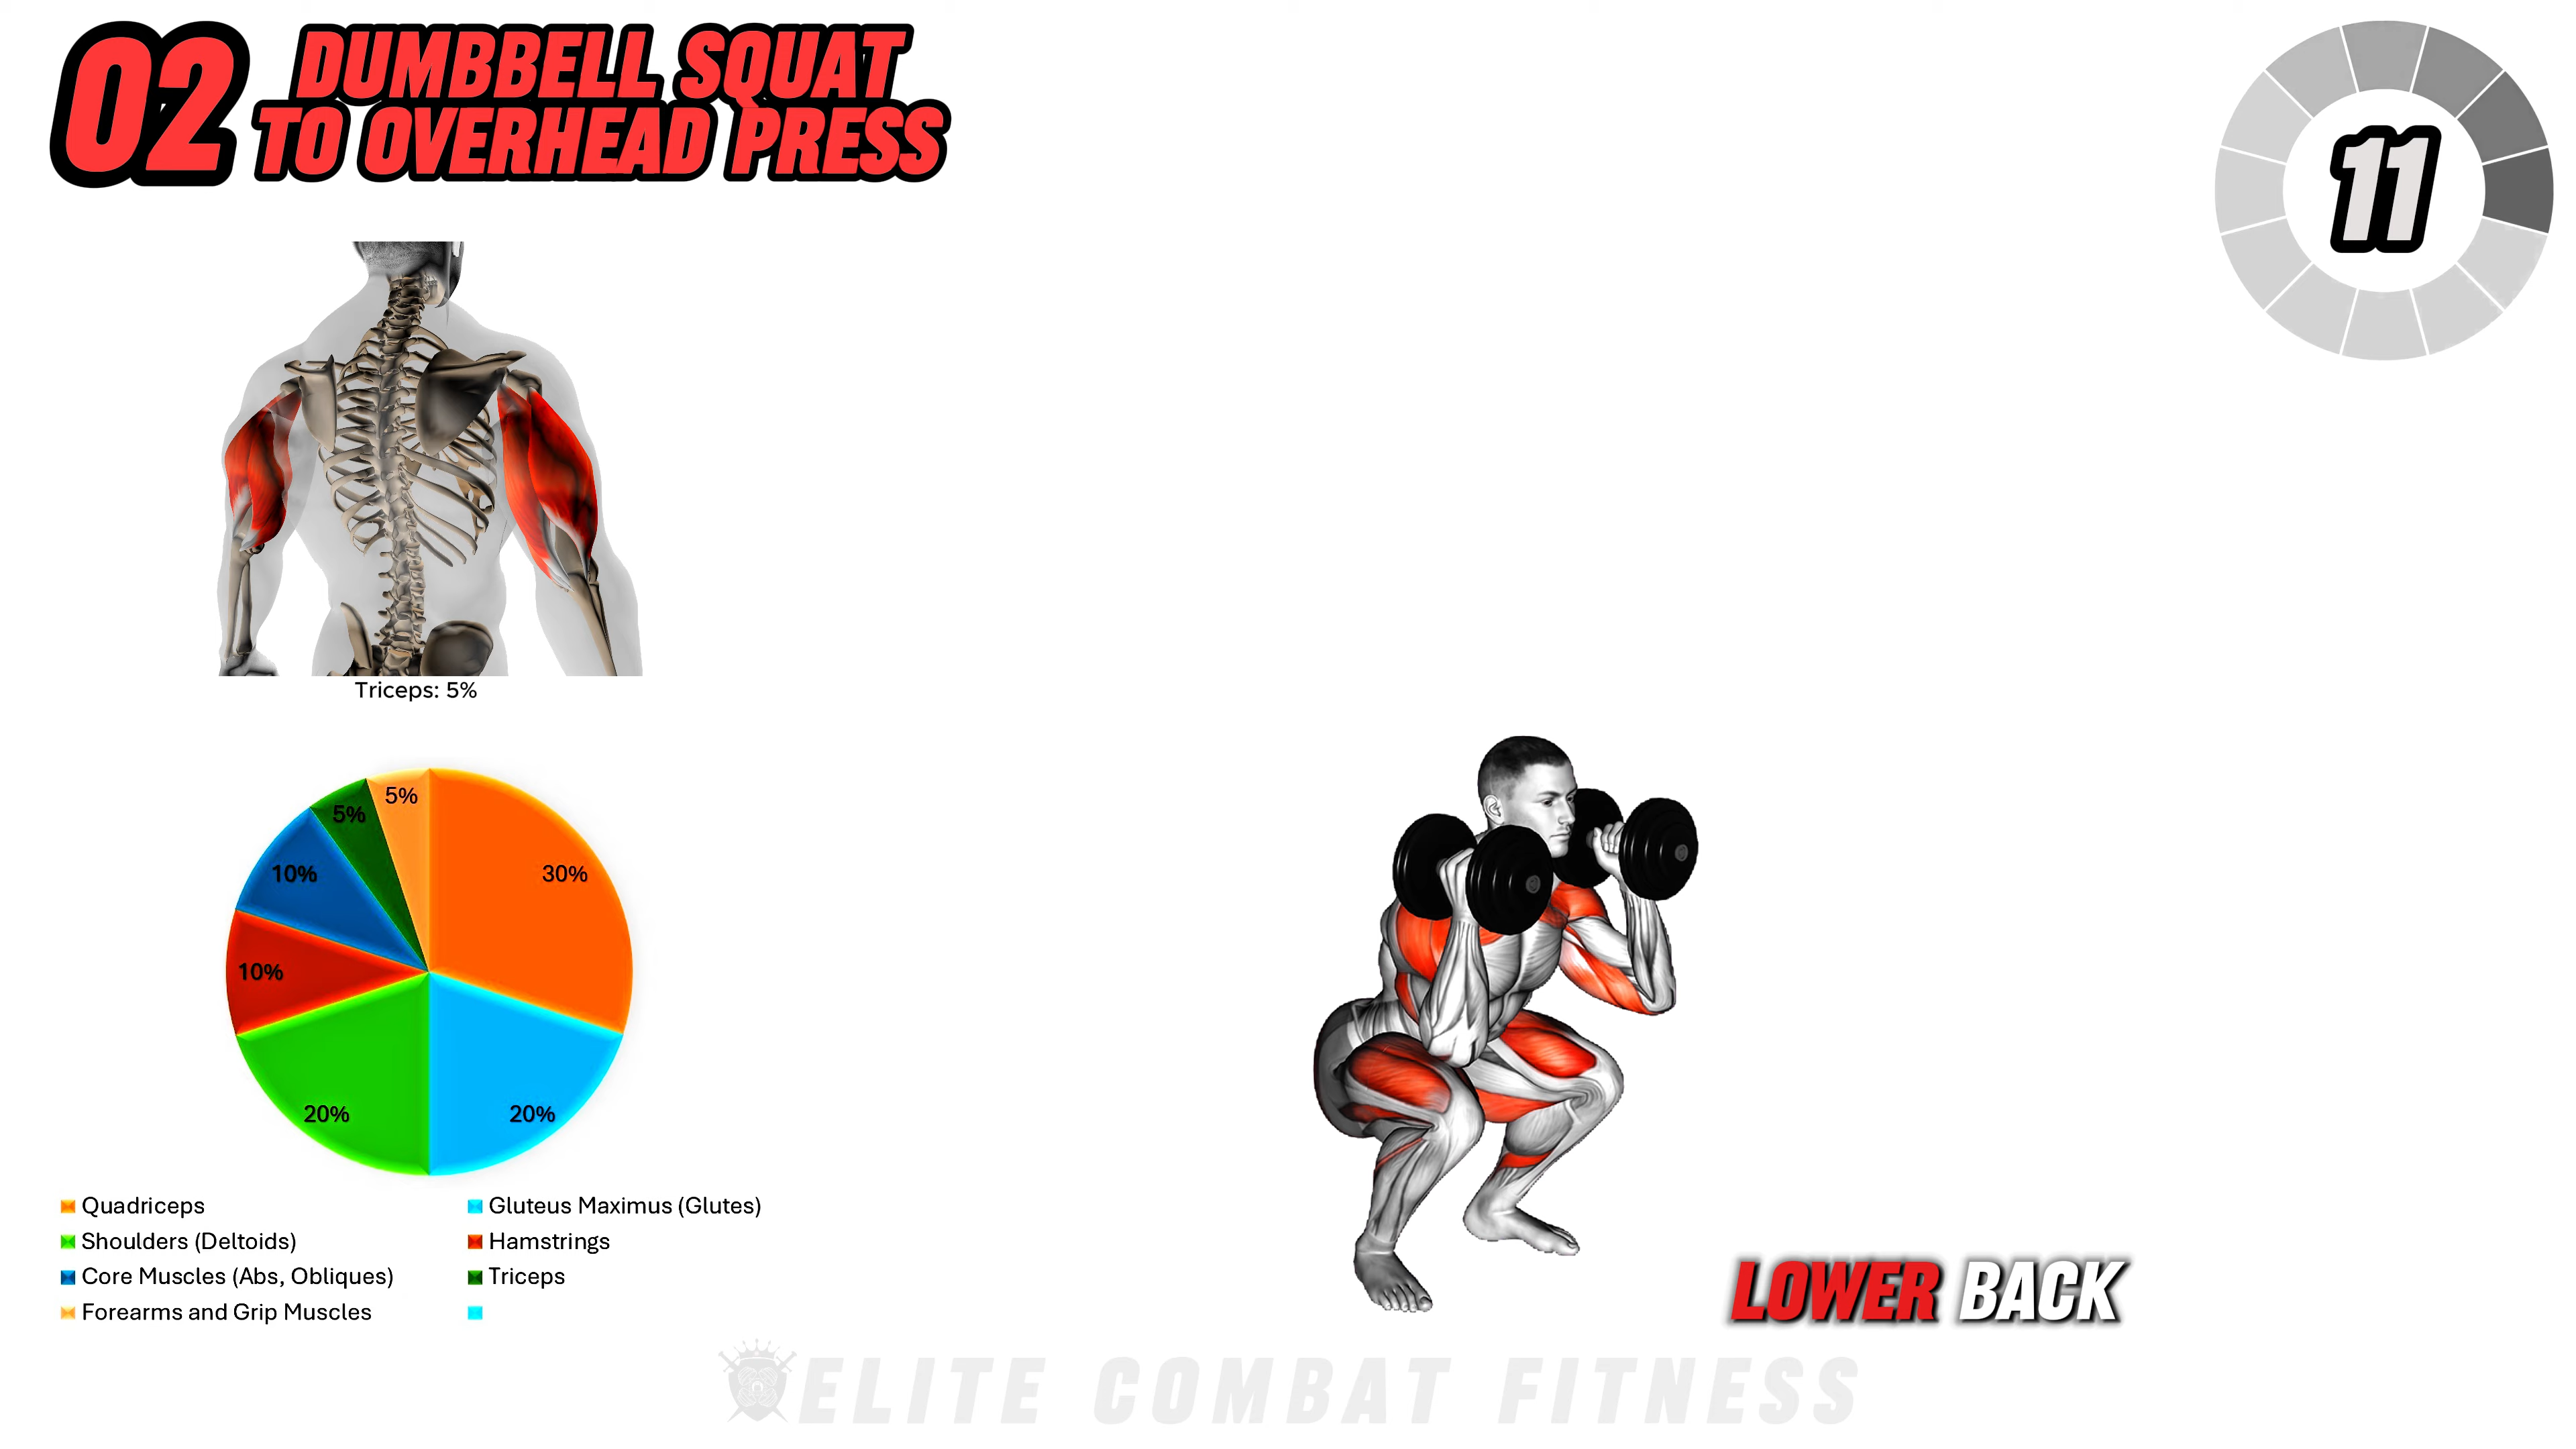 02 DUMBBELL SQUAT
TO OVERHEAD PRESS
11
Triceps: 5%
5%
5%
30%
10%
10%
20%
20%
Quadriceps
Gluteus Maximus (Glutes)
Shoulders (Deltoids)
Hamstrings
Core Muscles (Abs, Obliques)
Triceps
Forearms and Grip Muscles
LOWER BACK
ELITE COMBAT FITNESS